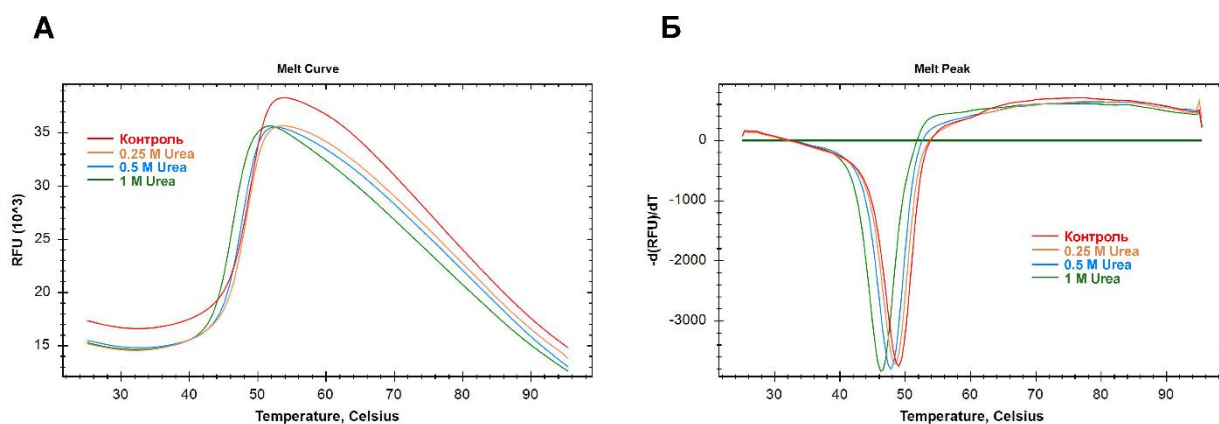 А
Melt Curve
RFU (10^3)
35
30
25
20
15
Контроль
0.25 M Urea
0.5 M Urea
1 M Urea
30
40
50
60
70
80
90
Temperature, Celsius
Б
Melt Peak
-d(RFU)/dT
0
-1000
-2000
-3000
Контроль
0.25 M Urea
0.5 M Urea
1 M Urea
30
40
50
60
70
80
90
Temperature, Celsius